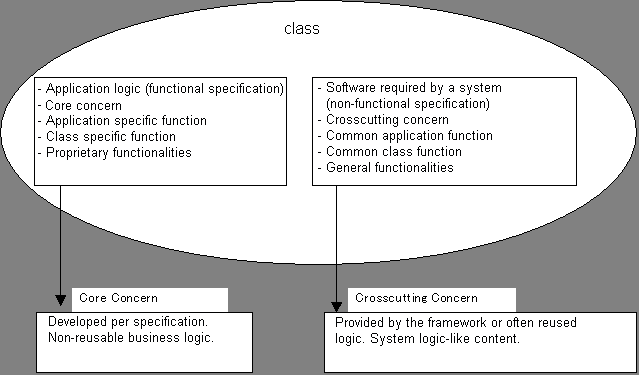 class
- Application logic (functional specification)
- Core concern
- Application specific function
- Class specific function
- Proprietary functionalities
- Software required by a system
(non-functional specification)
- Crosscutting concern
- Common application function
- Common class function
- General functionalities
Core Concern
Developed per specification.
Non-reusable business logic.
Crosscutting Concern
Provided by the framework or often reused
logic. System logic-like content.